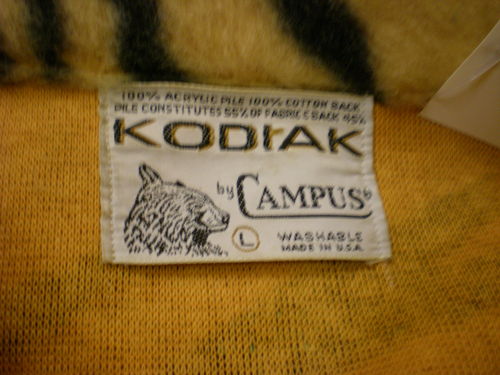 100% ACRYLIC PILE 100% COTTON BACK
PILE CONSTITUTES 55% OF FABRIC BACK 45%
KODIAK
by CAMPUS®
L
WASHABLE
MADE IN U.S.A.